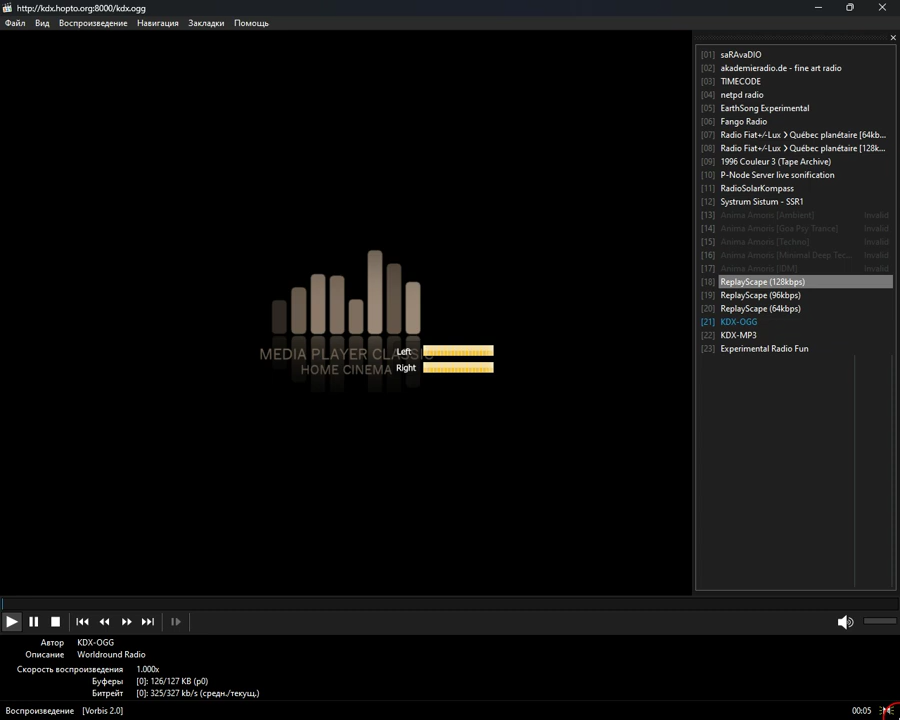 http://kdx.hopto.org:8000/kdx.ogg
Файл Вид Воспроизведение Навигация Закладки Помощь
[01] saRAvaDIO
[02] akademieradio.de - fine art radio
[03] TIMECODE
[04] netpd radio
[05] EarthSong Experimental
[06] Fango Radio
[07] Radio Fiat+/-Lux ❯ Québec planétaire [64kb...
[08] Radio Fiat+/-Lux ❯ Québec planétaire [128k...
[09] 1996 Couleur 3 (Tape Archive)
[10] P-Node Server live sonification
[11] RadioSolarKompass
[12] Systrum Sistum - SSR1
[13] Anima Amoris [Ambient] Invalid
[14] Anima Amoris [Goa Psy Trance] Invalid
[15] Anima Amoris [Techno] Invalid
[16] Anima Amoris [Minimal Deep Tec... Invalid
[17] Anima Amoris [IDM] Invalid
[18] ReplayScape (128kbps)
[19] ReplayScape (96kbps)
[20] ReplayScape (64kbps)
[21] KDX-OGG
[22] KDX-MP3
[23] Experimental Radio Fun
MEDIA PLAYER CLASSIC
HOME CINEMA
Left
Right
Автор KDX-OGG
Описание Worldround Radio
Скорость воспроизведения 1.000x
Буферы [0]: 126/127 KB (p0)
Битрейт [0]: 325/327 kb/s (средн./текущ.)
Воспроизведение [Vorbis 2.0] 00:05